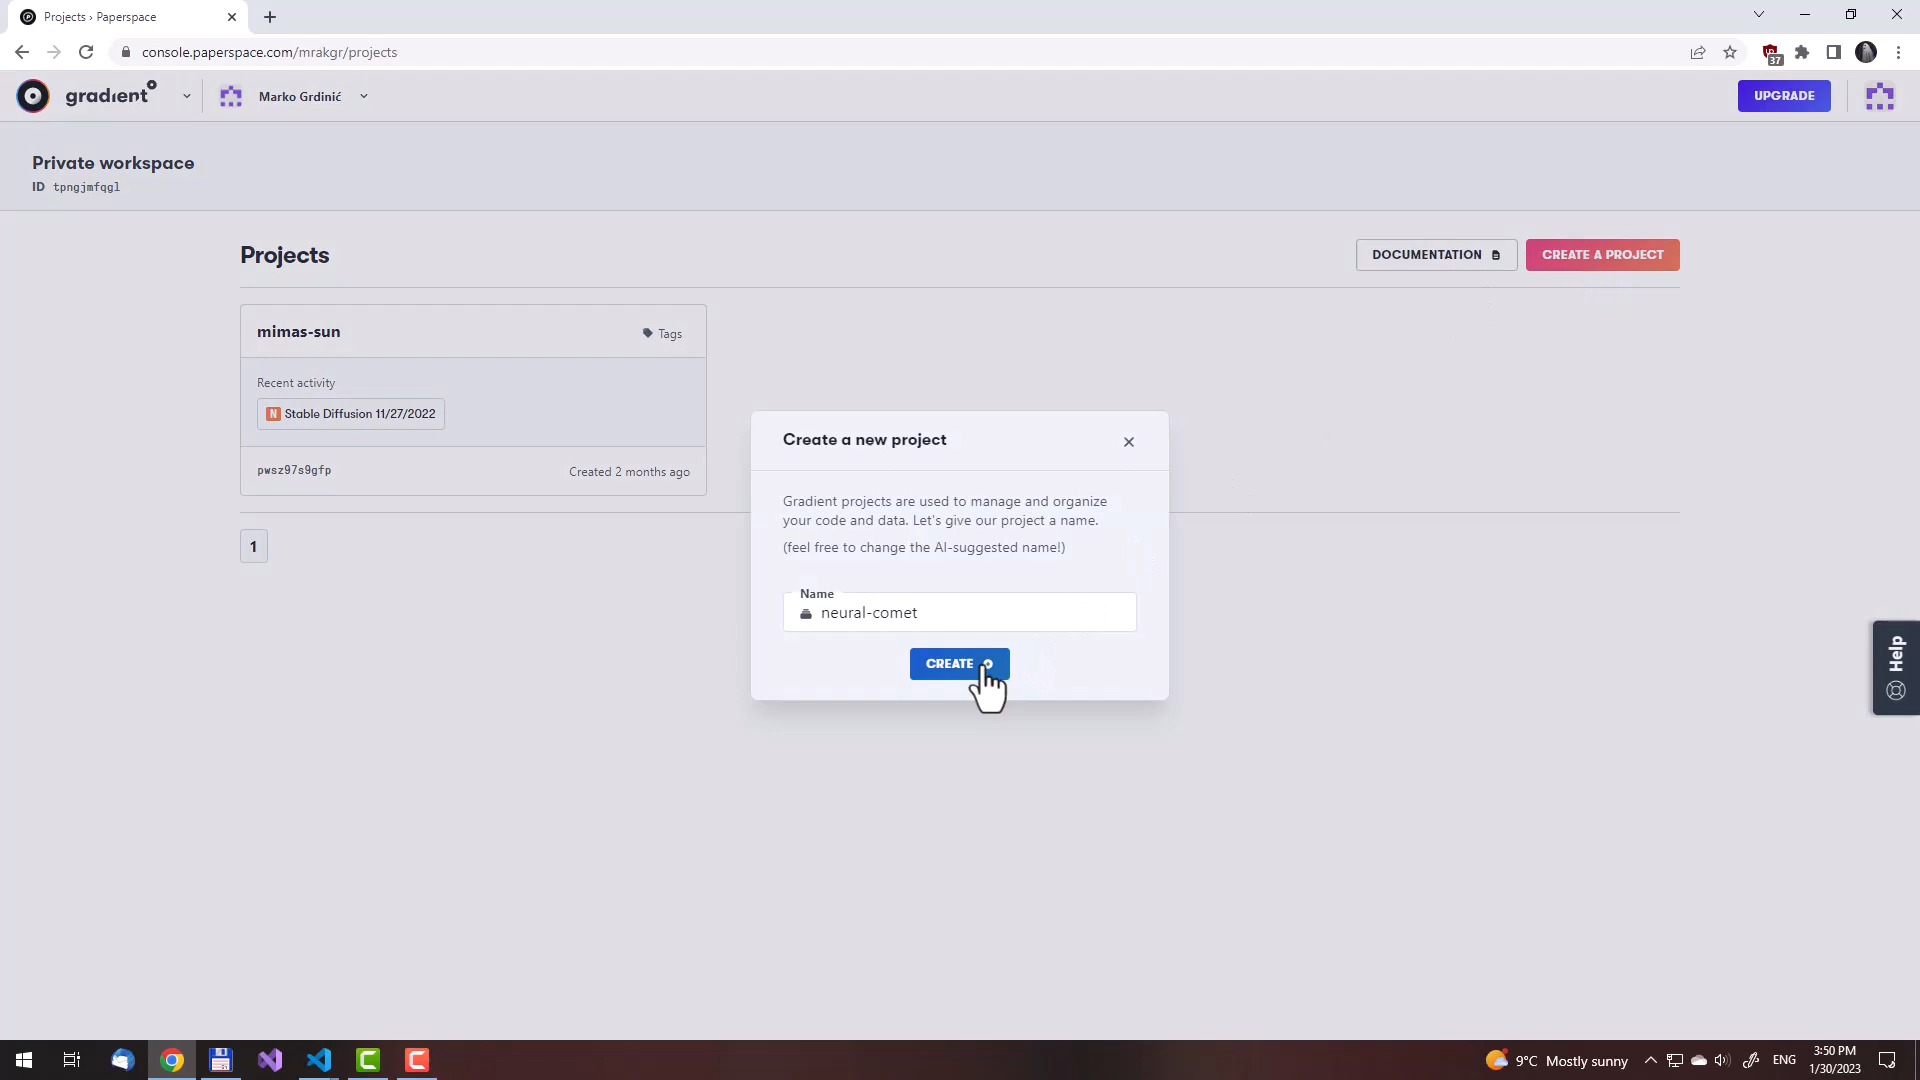 Projects › Paperspace
console.paperspace.com/mrakgr/projects
37
gradient
Marko Grdinić
UPGRADE
Private workspace
ID tpngjmfqgl
Projects
DOCUMENTATION
CREATE A PROJECT
mimas-sun
Tags
Recent activity
N Stable Diffusion 11/27/2022
pwsz97s9gfp
Created 2 months ago
1
Create a new project
Gradient projects are used to manage and organize
your code and data. Let's give our project a name.
(feel free to change the AI-suggested name!)
Name
neural-comet
CREATE
Help
9°C Mostly sunny
ENG
3:50 PM
1/30/2023